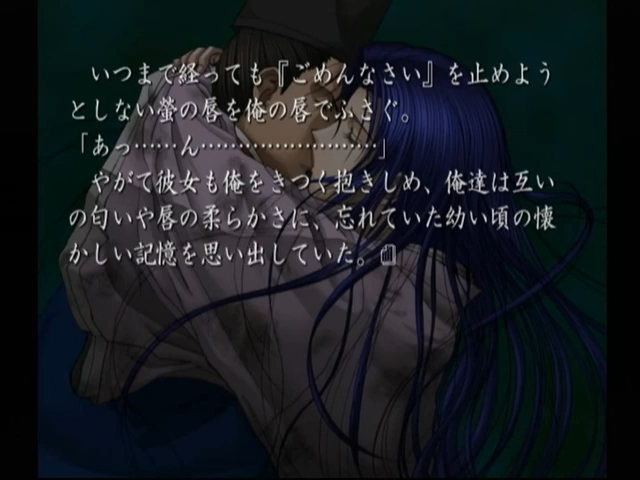 いつまで経っても『ごめんなさい』を止めよう
としない螢の唇を俺の唇でふさぐ。
「あっ……ん……………………」
やがて彼女も俺をきつく抱きしめ、俺達は互い
の匂いや唇の柔らかさに、忘れていた幼い頃の懐
かしい記憶を思い出していた。